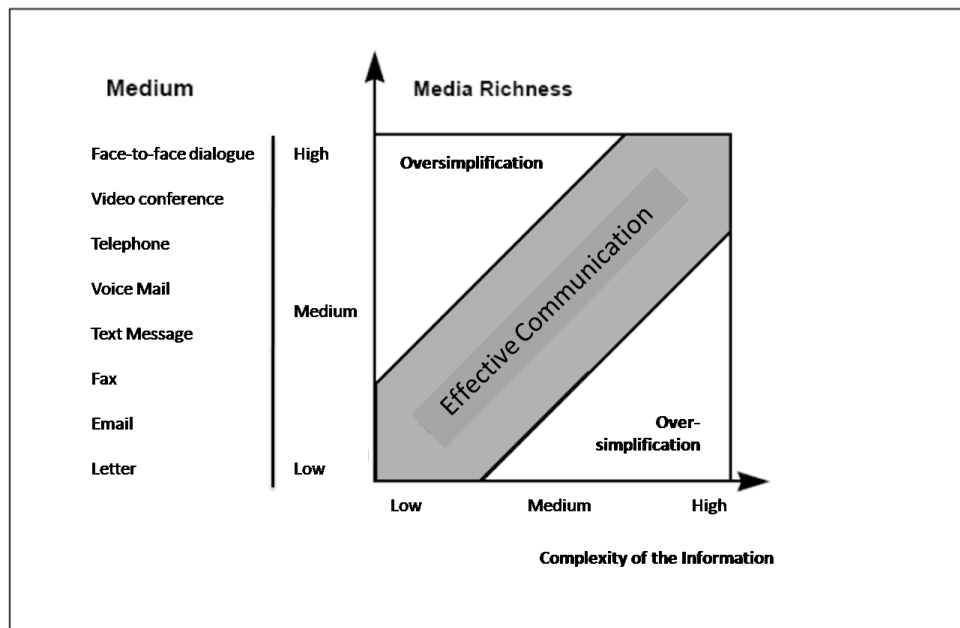 Medium
Media Richness
Face-to-face dialogue
High
Oversimplification
Video conference
Telephone
Voice Mail
Medium
Text Message
Fax
Email
Letter
Low
Effective Communication
Over-
simplification
Low
Medium
High
Complexity of the Information